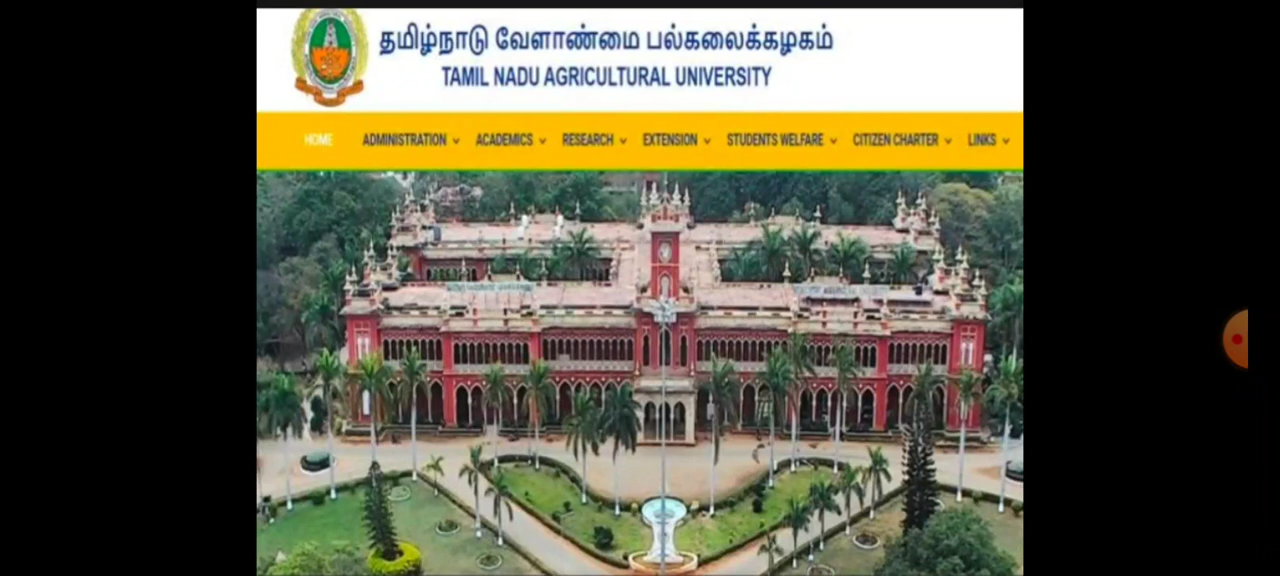 தமிழ்நாடு வேளாண்மை பல்கலைக்கழகம்
TAMIL NADU AGRICULTURAL UNIVERSITY
HOME ADMINISTRATION ACADEMICS RESEARCH EXTENSION STUDENTS WELFARE CITIZEN CHARTER LINKS